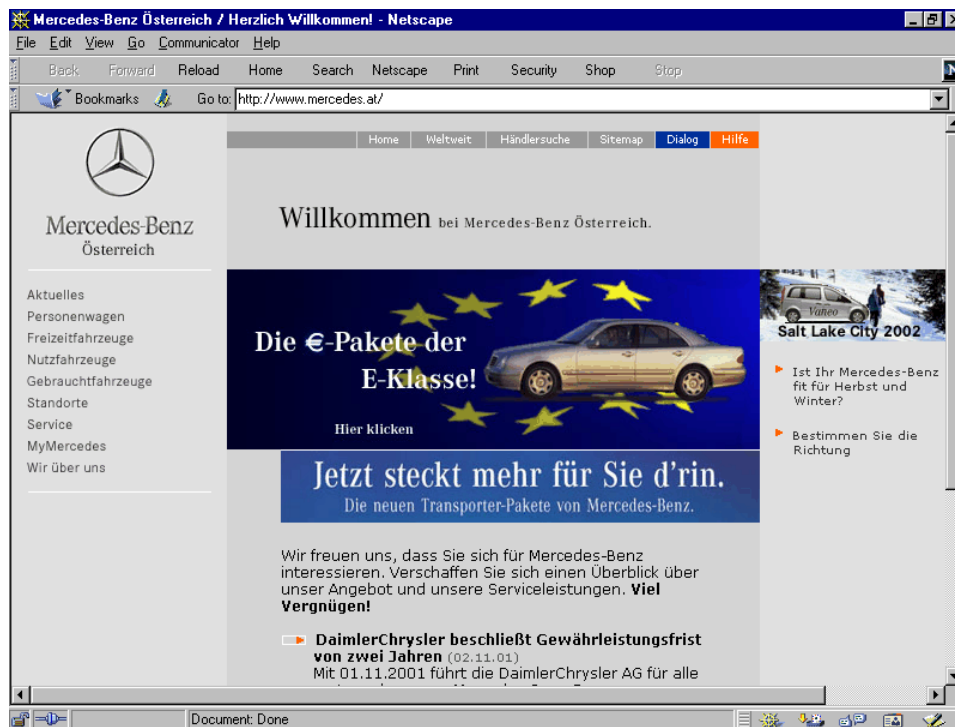 Mercedes-Benz Österreich / Herzlich Willkommen! - Netscape
File Edit View Go Communicator Help
Back Forward Reload Home Search Netscape Print Security Shop Stop
Bookmarks Go to: http://www.mercedes.at/
Home Weltweit Händlersuche Sitemap Dialog Hilfe
Mercedes-Benz
Österreich
Aktuelles
Personenwagen
Freizeitfahrzeuge
Nutzfahrzeuge
Gebrauchtfahrzeuge
Standorte
Service
MyMercedes
Wir über uns
Willkommen bei Mercedes-Benz Österreich.
Die €-Pakete der
E-Klasse!
Hier klicken
Vaneo
Salt Lake City 2002
Ist Ihr Mercedes-Benz
fit für Herbst und
Winter?
Bestimmen Sie die
Richtung
Jetzt steckt mehr für Sie d'rin.
Die neuen Transporter-Pakete von Mercedes-Benz.
Wir freuen uns, dass Sie sich für Mercedes-Benz
interessieren. Verschaffen Sie sich einen Überblick über
unser Angebot und unsere Serviceleistungen. Viel
Vergnügen!
DaimlerChrysler beschließt Gewährleistungsfrist
von zwei Jahren (02.11.01)
Mit 01.11.2001 führt die DaimlerChrysler AG für alle
Document: Done